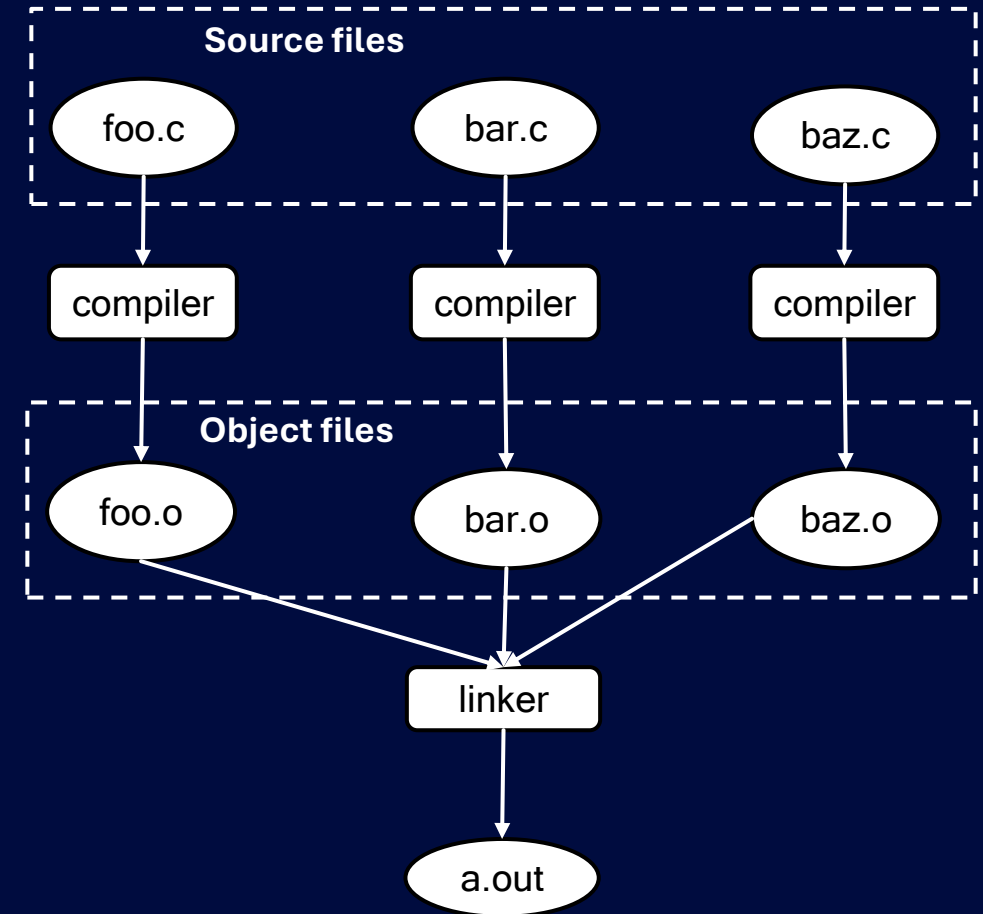 Source files
foo.c
bar.c
baz.c
compiler
compiler
compiler
Object files
foo.o
bar.o
baz.o
linker
a.out